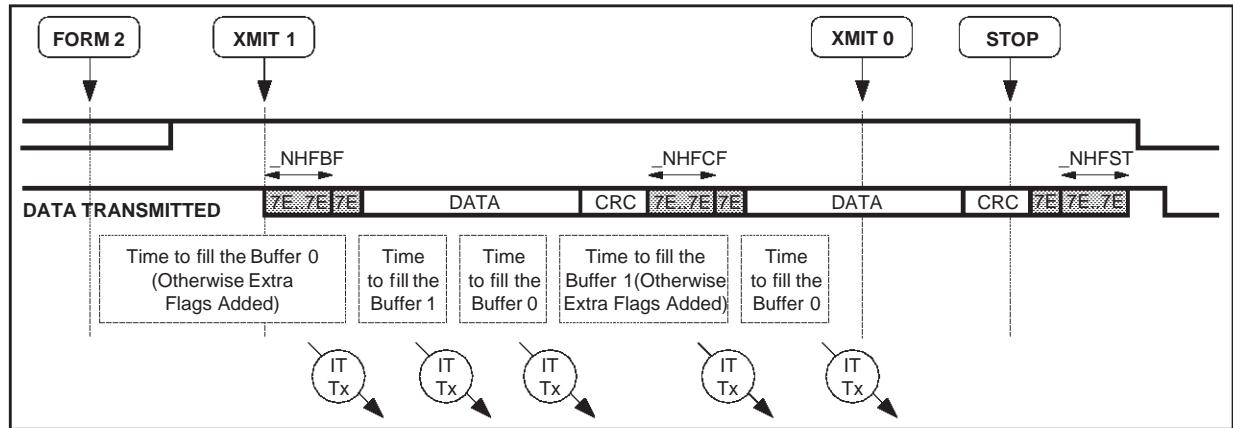 FORM 2
XMIT 1
XMIT 0
STOP
_NHFBF
_NHFCF
_NHFST
DATA TRANSMITTED
7E..7E 7E DATA CRC 7E..7E 7E DATA CRC 7E 7E..7E
Time to fill the Buffer 0
(Otherwise Extra
Flags Added)
Time
to fill the
Buffer 1
Time
to fill the
Buffer 0
Time to fill the
Buffer 1(Otherwise
Extra Flags Added)
Time
to fill the
Buffer 0
IT
Tx
IT
Tx
IT
Tx
IT
Tx
IT
Tx